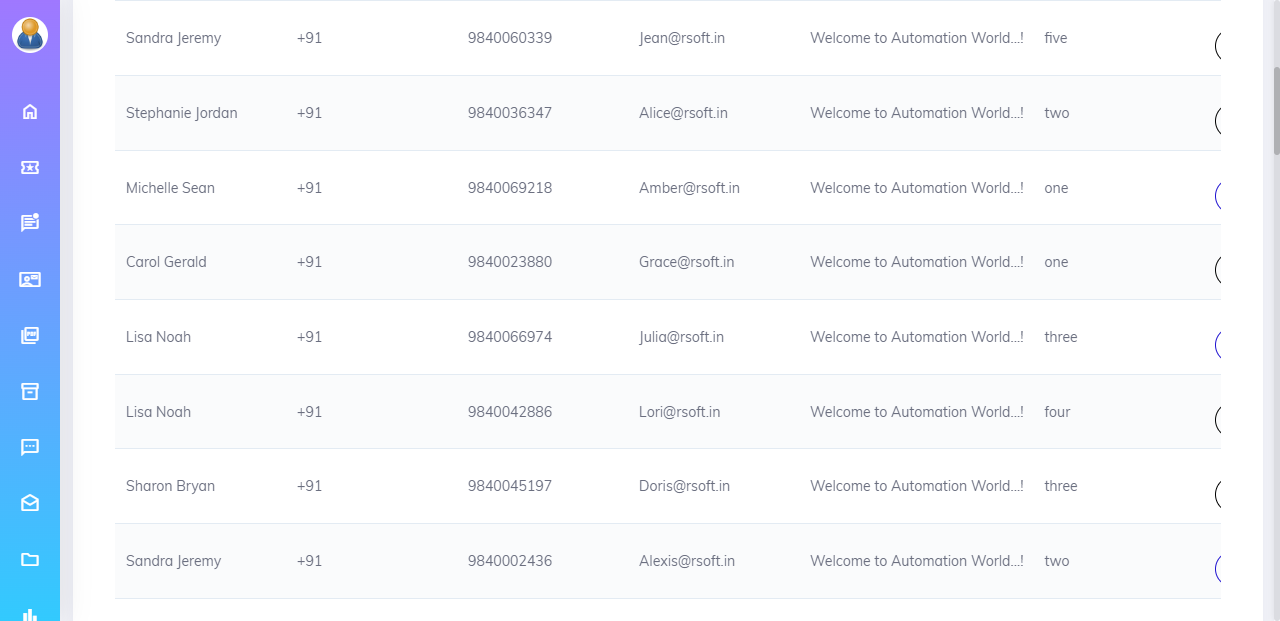 Sandra Jeremy +91 9840060339 Jean@rsoft.in Welcome to Automation World...! five
Stephanie Jordan +91 9840036347 Alice@rsoft.in Welcome to Automation World...! two
Michelle Sean +91 9840069218 Amber@rsoft.in Welcome to Automation World...! one
Carol Gerald +91 9840023880 Grace@rsoft.in Welcome to Automation World...! one
Lisa Noah +91 9840066974 Julia@rsoft.in Welcome to Automation World...! three
Lisa Noah +91 9840042886 Lori@rsoft.in Welcome to Automation World...! four
Sharon Bryan +91 9840045197 Doris@rsoft.in Welcome to Automation World...! three
Sandra Jeremy +91 9840002436 Alexis@rsoft.in Welcome to Automation World...! two